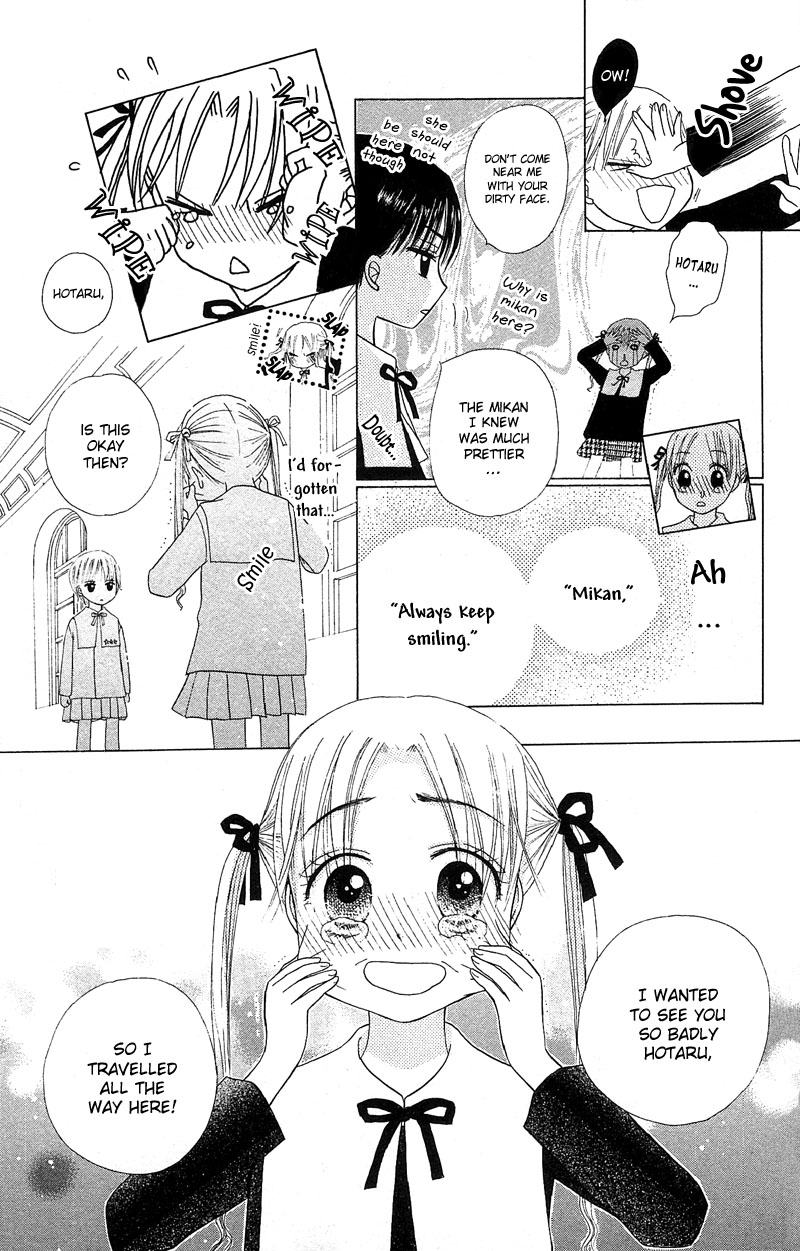 OW!
Shove
she
should
be
here not
though
DON'T COME
NEAR ME
WITH YOUR
DIRTY FACE.
Why is
mikan
here?
HOTARU
...
THE MIKAN
I KNEW
WAS MUCH
PRETTIER
...
Doubt...
Ah
...
"Mikan,"
"Always keep
smiling."
WIPE
WIPE
WIPE
HOTARU,
smile!
SLAP
SLAP
IS THIS
OKAY
THEN?
I'd for-
gotten
that...
Smile
I WANTED
TO SEE YOU
SO BADLY
HOTARU,
SO I
TRAVELLED
ALL THE
WAY HERE!